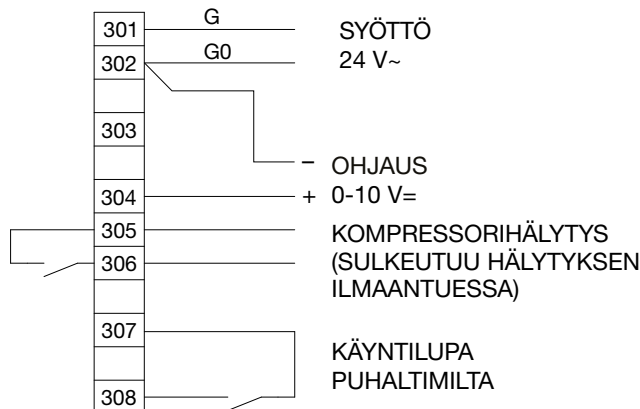 301 G SYÖTTÖ
302 G0 24 V~
303
– OHJAUS
304 + 0-10 V=
305 KOMPRESSORIHÄLYTYS
306 (SULKEUTUU HÄLYTYKSEN
ILMAANTUESSA)
307
KÄYNTILUPA
PUHALTIMILTA
308